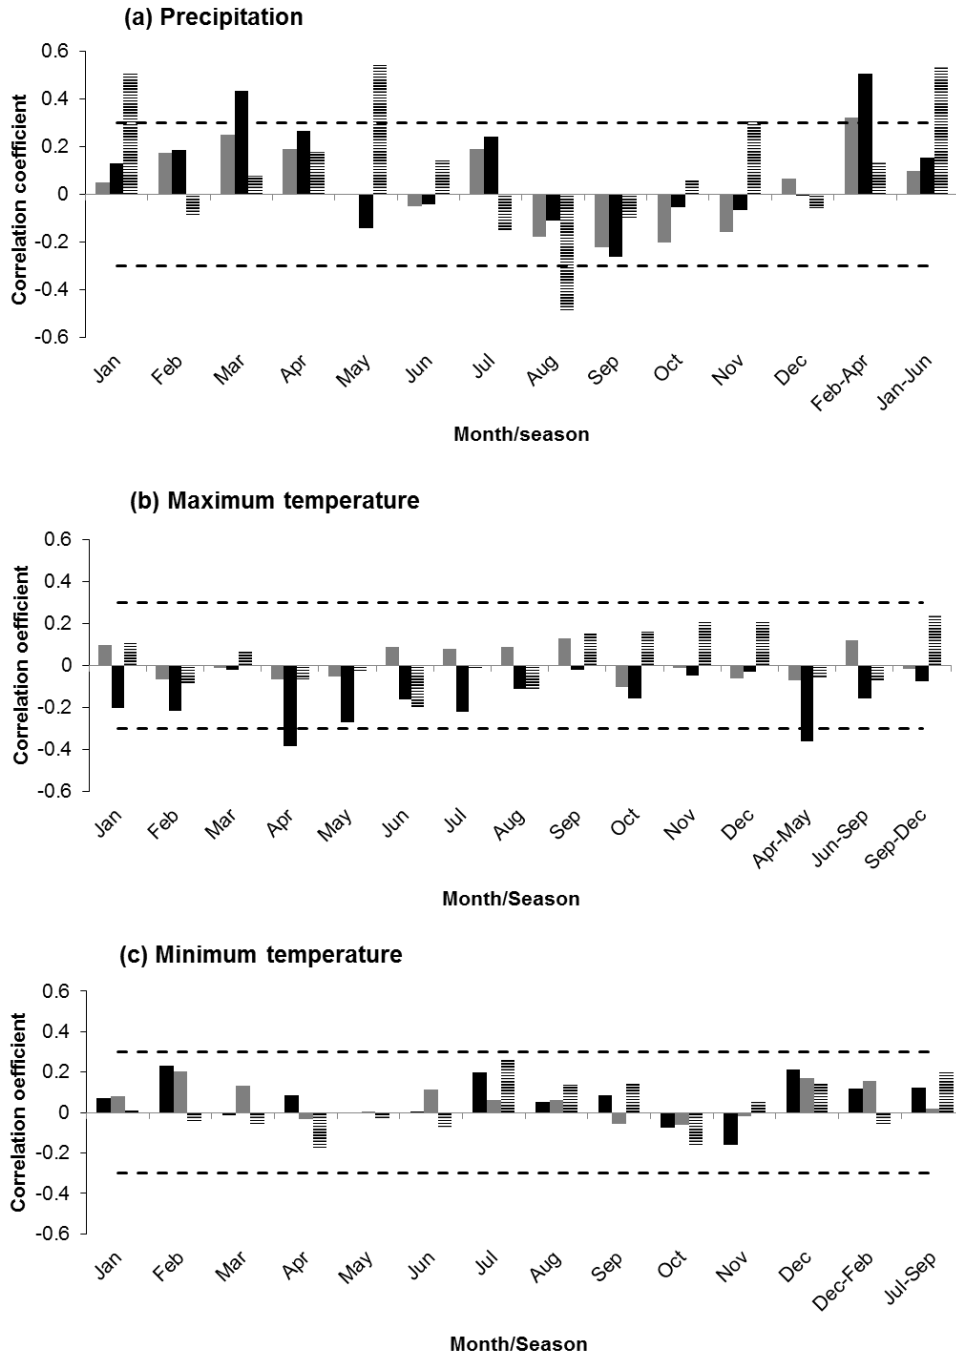 (a) Precipitation
0.6
0.4
0.2
0
-0.2
-0.4
-0.6
Correlation coefficient
Jan
Feb
Mar
Apr
May
Jun
Jul
Aug
Sep
Oct
Nov
Dec
Feb-Apr
Jan-Jun
Month/season
(b) Maximum temperature
0.6
0.4
0.2
0
-0.2
-0.4
-0.6
Correlation oefficient
Jan
Feb
Mar
Apr
May
Jun
Jul
Aug
Sep
Oct
Nov
Dec
Apr-May
Jun-Sep
Sep-Dec
Month/Season
(c) Minimum temperature
0.6
0.4
0.2
0
-0.2
-0.4
-0.6
Correlation oefficient
Jan
Feb
Mar
Apr
May
Jun
Jul
Aug
Sep
Oct
Nov
Dec
Dec-Feb
Jul-Sep
Month/Season